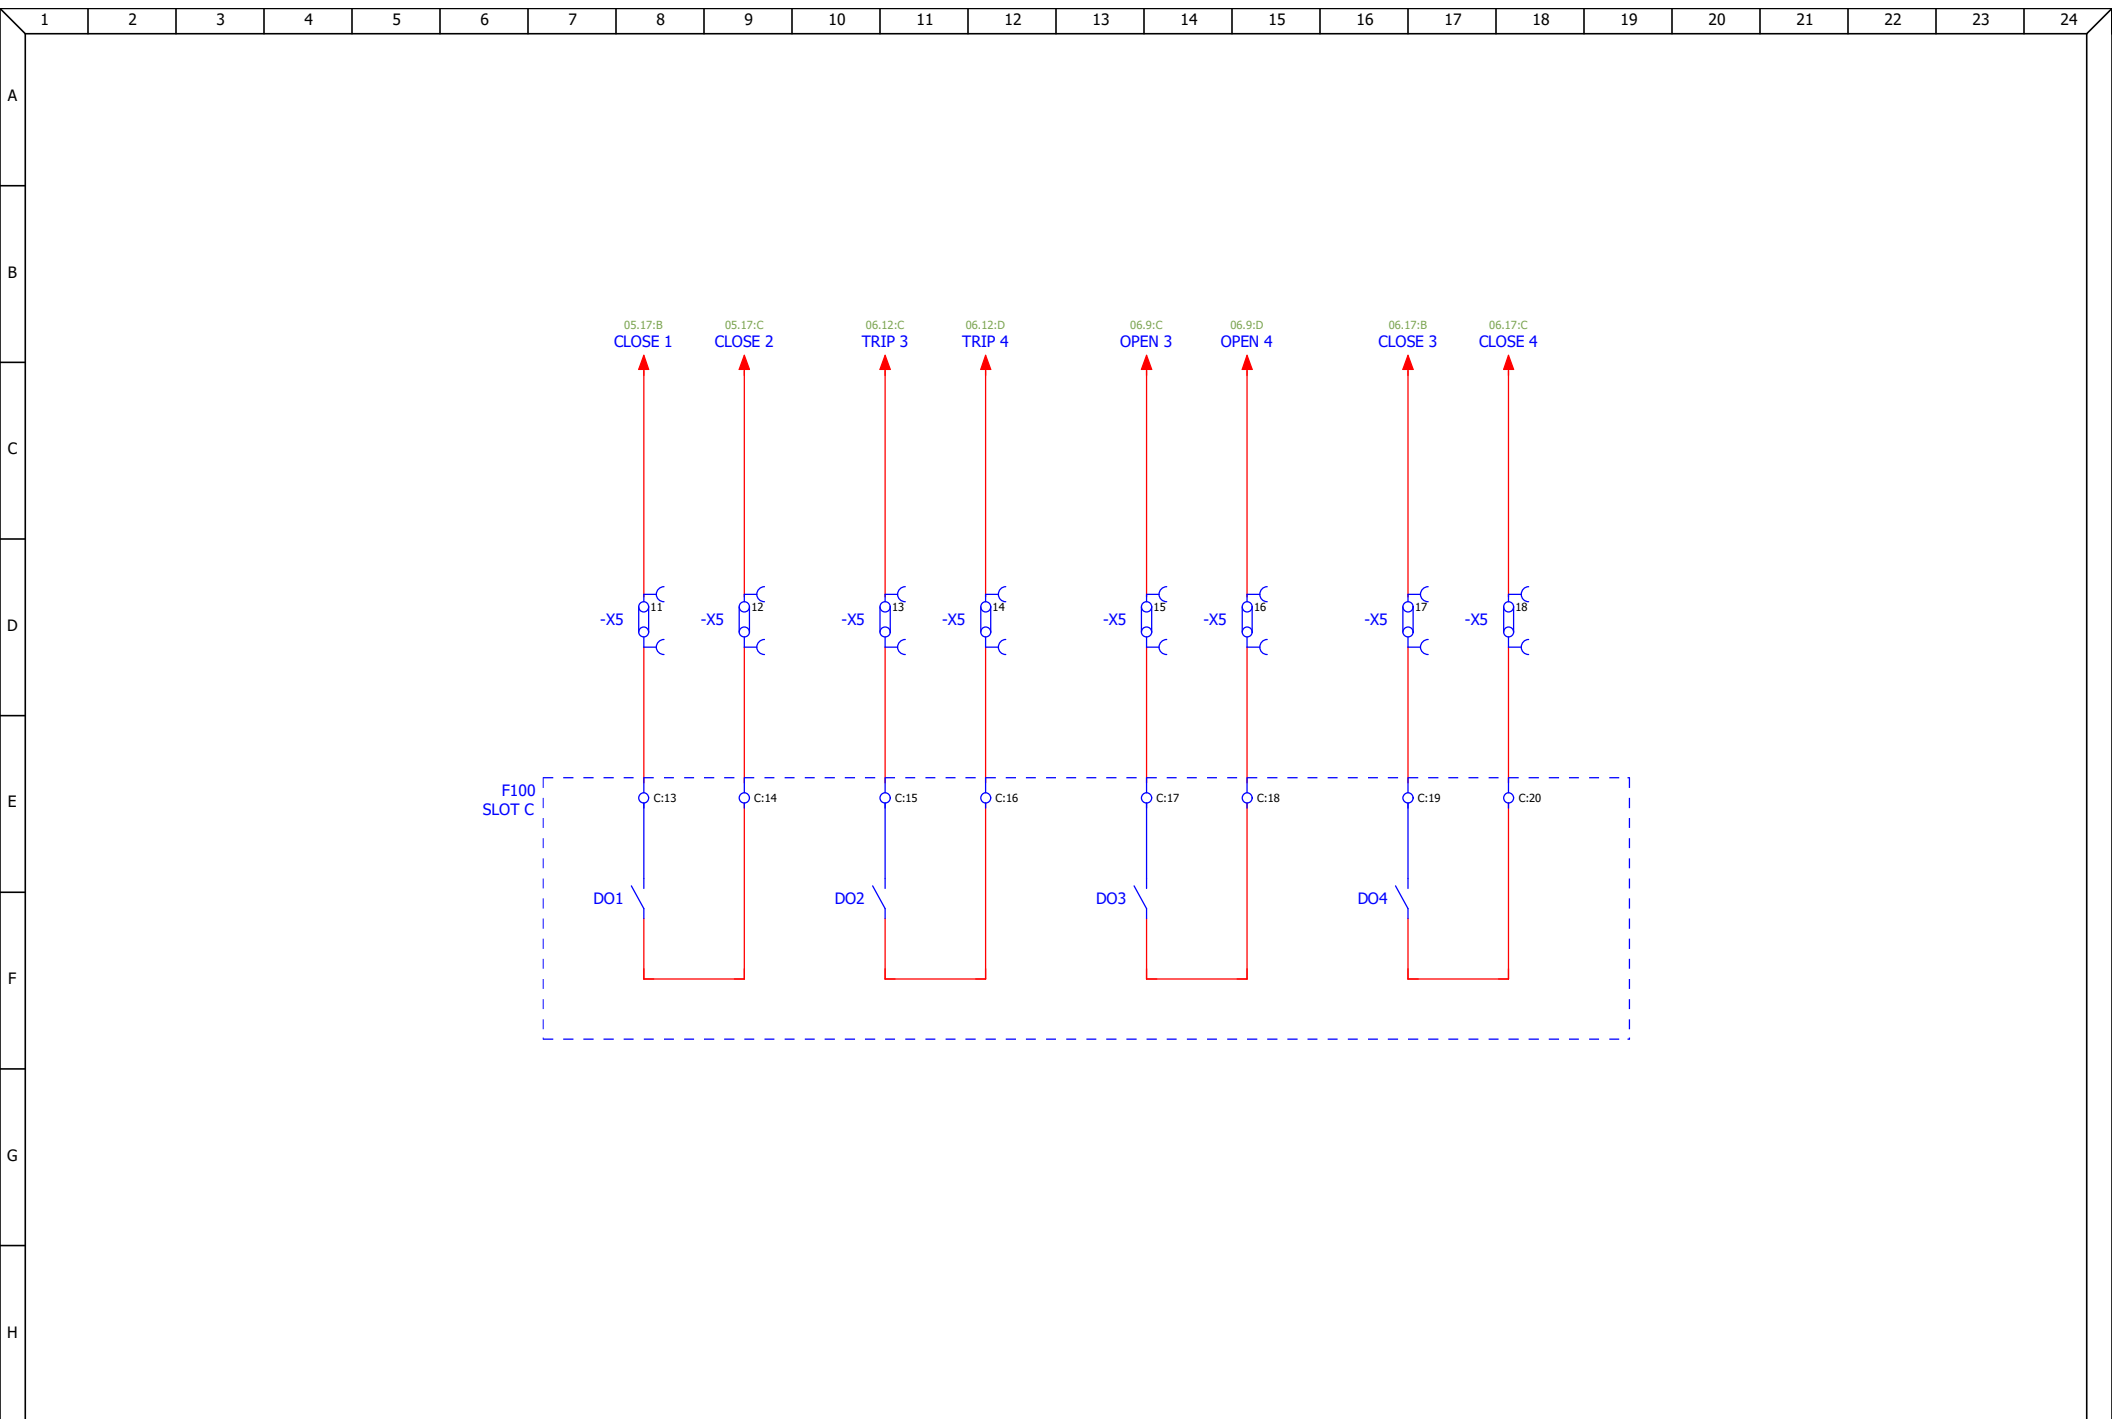 1 2 3 4 5 6 7 8 9 10 11 12 13 14 15 16 17 18 19 20 21 22 23 24
A
B
05.17:B 05.17:C 06.12:C 06.12:D 06.9:C 06.9:D 06.17:B 06.17:C
CLOSE 1 CLOSE 2 TRIP 3 TRIP 4 OPEN 3 OPEN 4 CLOSE 3 CLOSE 4
C
11 12 13 14 15 16 17 18
D -X5 -X5 -X5 -X5 -X5 -X5 -X5 -X5
F100
E C:13 C:14 C:15 C:16 C:17 C:18 C:19 C:20
SLOT C
DO1 DO2 DO3 DO4
F
G
H